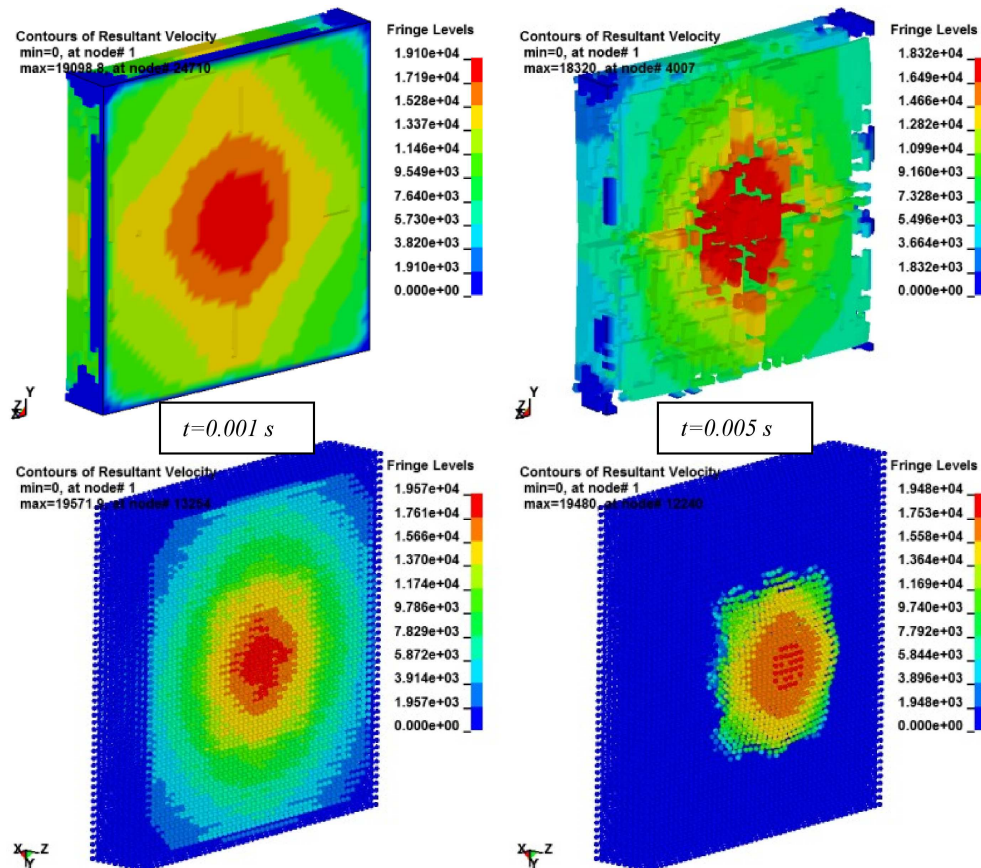 Contours of Resultant Velocity
min=0, at node# 1
max=19098.8, at node# 24710
Fringe Levels
1.910e+04
1.719e+04
1.528e+04
1.337e+04
1.146e+04
9.549e+03
7.640e+03
5.730e+03
3.820e+03
1.910e+03
0.000e+00
Y
Z
Contours of Resultant Velocity
min=0, at node# 1
max=18320, at node# 4007
Fringe Levels
1.832e+04
1.649e+04
1.466e+04
1.282e+04
1.099e+04
9.160e+03
7.328e+03
5.496e+03
3.664e+03
1.832e+03
0.000e+00
Y
Z
t=0.001 s
t=0.005 s
Contours of Resultant Velocity
min=0, at node# 1
max=19571.9, at node# 13254
Fringe Levels
1.957e+04
1.761e+04
1.566e+04
1.370e+04
1.174e+04
9.786e+03
7.829e+03
5.872e+03
3.914e+03
1.957e+03
0.000e+00
X Z
Y
Contours of Resultant Velocity
min=0, at node# 1
max=19480, at node# 12240
Fringe Levels
1.948e+04
1.753e+04
1.558e+04
1.364e+04
1.169e+04
9.740e+03
7.792e+03
5.844e+03
3.896e+03
1.948e+03
0.000e+00
X Z
Y